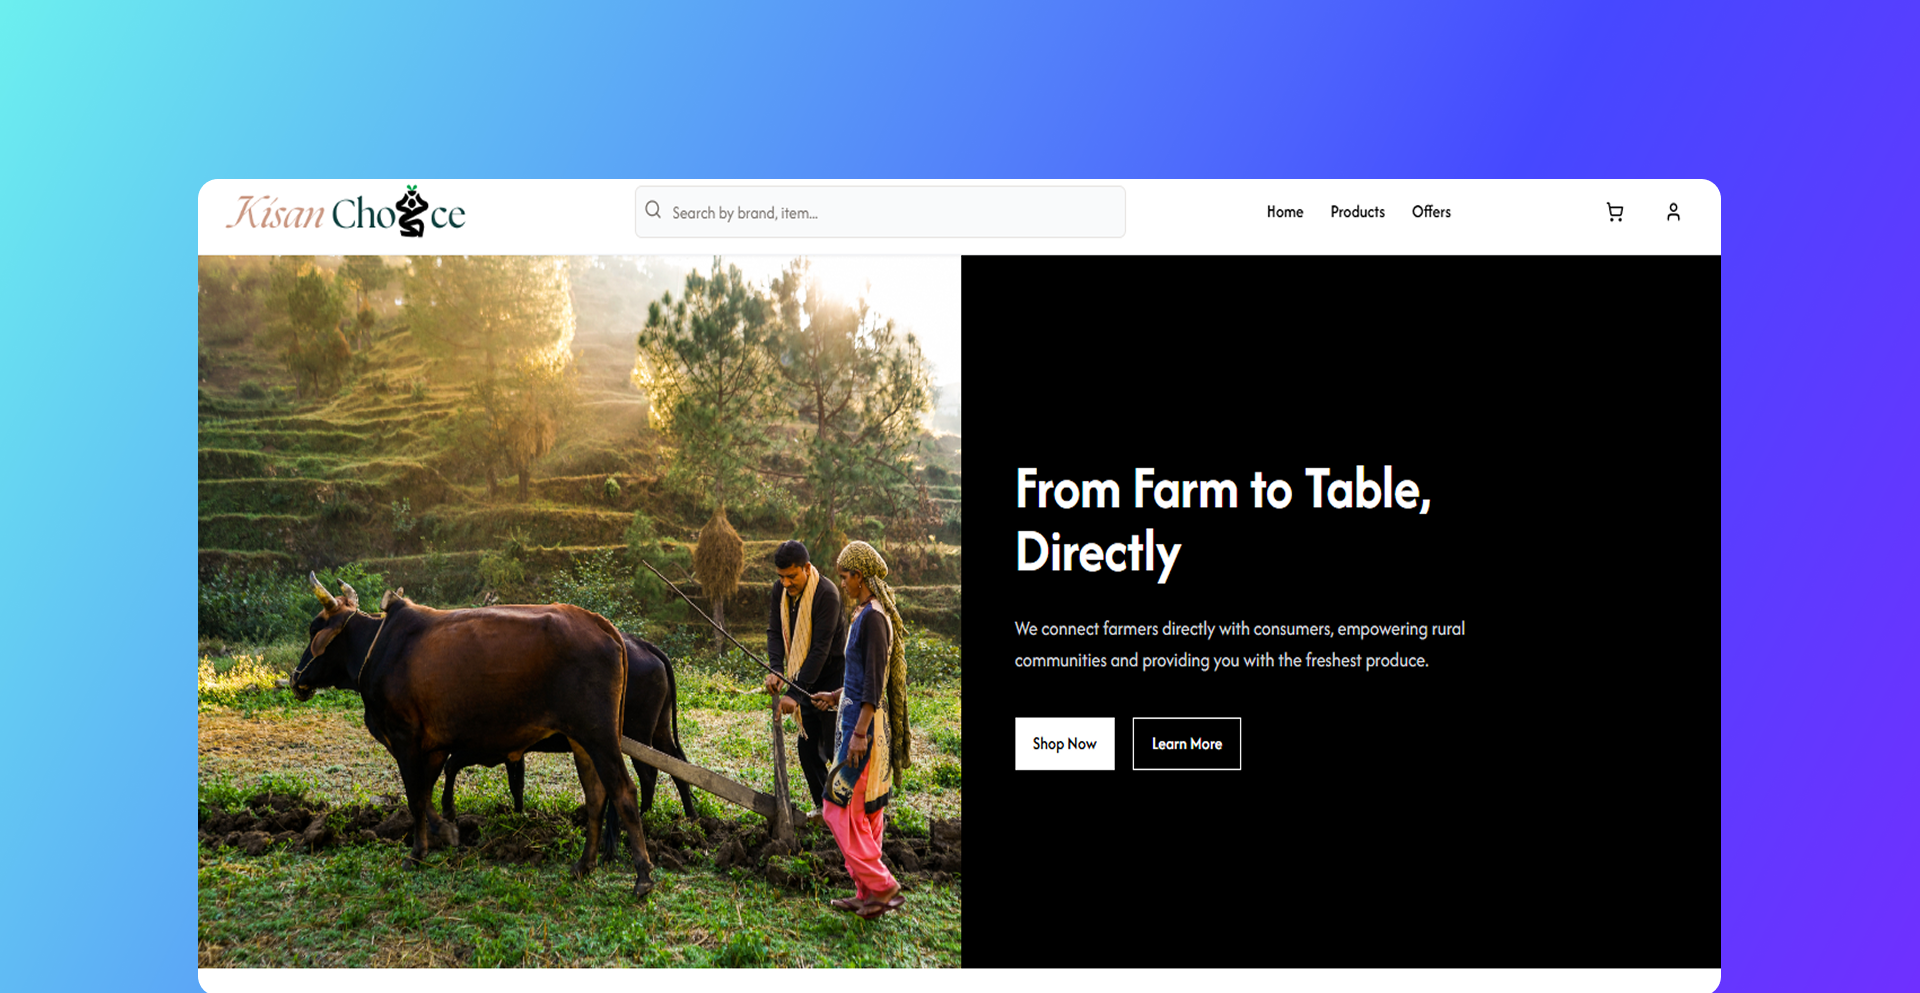 Kisan Choice
Search by brand, item...
Home
Products
Offers
From Farm to Table,
Directly
We connect farmers directly with consumers, empowering rural
communities and providing you with the freshest produce.
Shop Now
Learn More